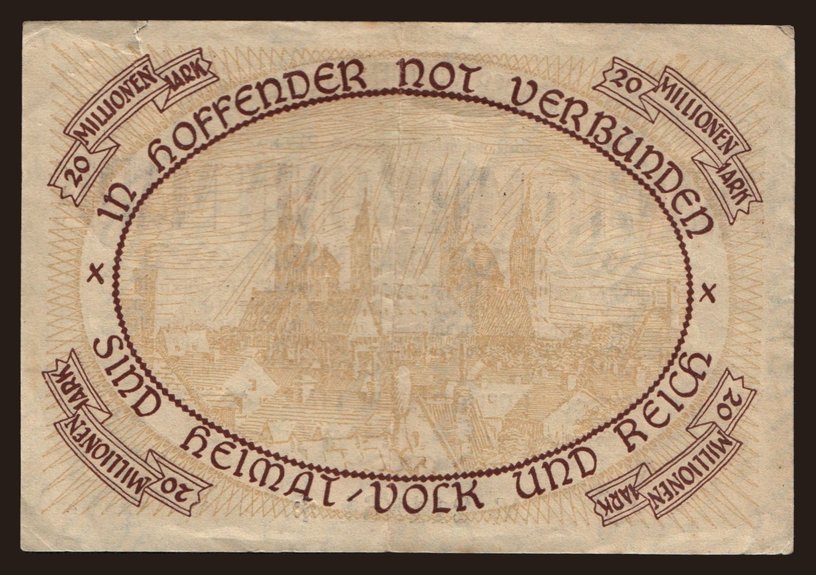 20 MILLIONEN MARK
20 MILLIONEN MARK
IN HOFFENDER NOT VERBUNDEN
x x
SIND HEIMAT/VOLK UND REICH
20 MILLIONEN MARK
20 MILLIONEN MARK